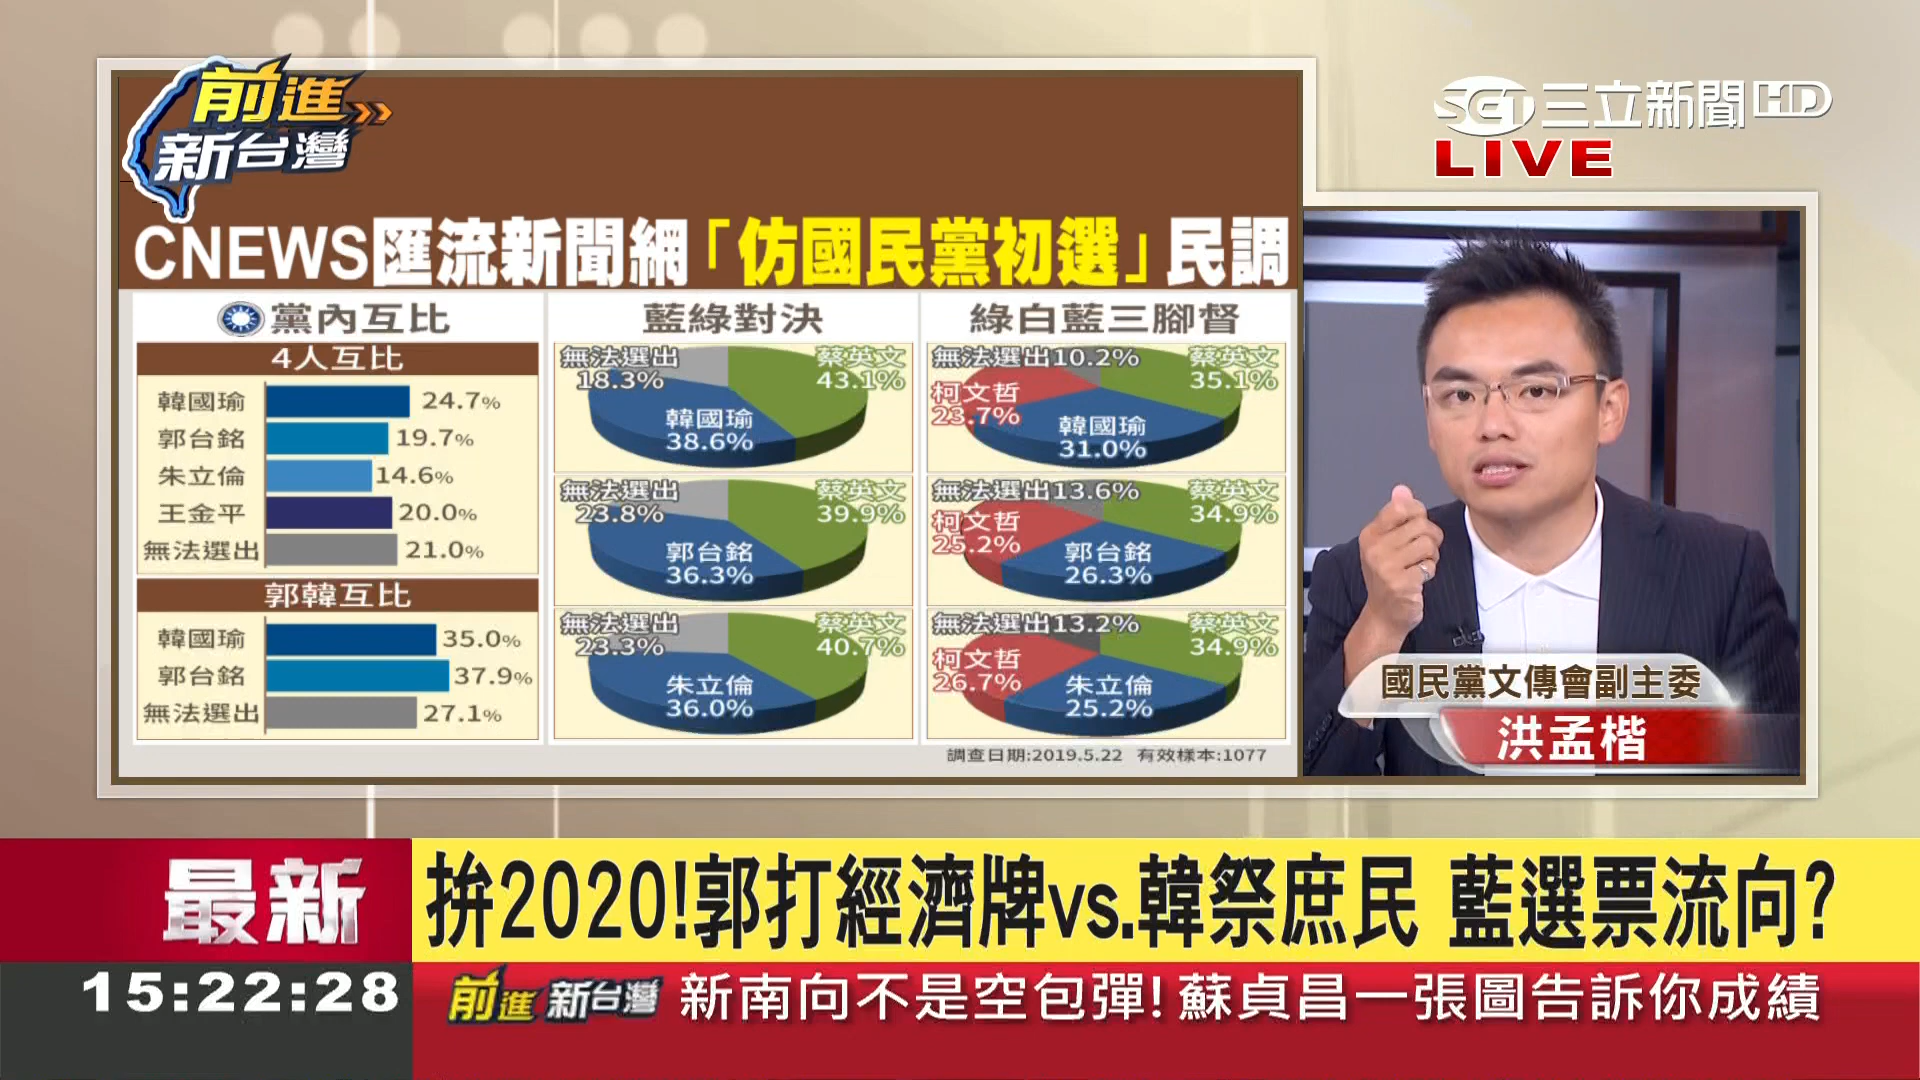 前進
新台灣
SET三立新聞HD
LIVE
CNEWS匯流新聞網「仿國民黨初選」民調
黨內互比
4人互比
韓國瑜 24.7%
郭台銘 19.7%
朱立倫 14.6%
王金平 20.0%
無法選出 21.0%
郭韓互比
韓國瑜 35.0%
郭台銘 37.9%
無法選出 27.1%
藍綠對決
無法選出 18.3%
蔡英文 43.1%
韓國瑜 38.6%
無法選出 23.8%
蔡英文 39.9%
郭台銘 36.3%
無法選出 23.3%
蔡英文 40.7%
朱立倫 36.0%
綠白藍三腳督
無法選出10.2%
蔡英文 35.1%
柯文哲 23.7%
韓國瑜 31.0%
無法選出13.6%
蔡英文 34.9%
柯文哲 25.2%
郭台銘 26.3%
無法選出13.2%
蔡英文 34.9%
柯文哲 26.7%
朱立倫 25.2%
調查日期:2019.5.22 有效樣本:1077
國民黨文傳會副主委
洪孟楷
最新
拚2020!郭打經濟牌vs.韓祭庶民 藍選票流向?
15:22:28
前進新台灣 新南向不是空包彈!蘇貞昌一張圖告訴你成績